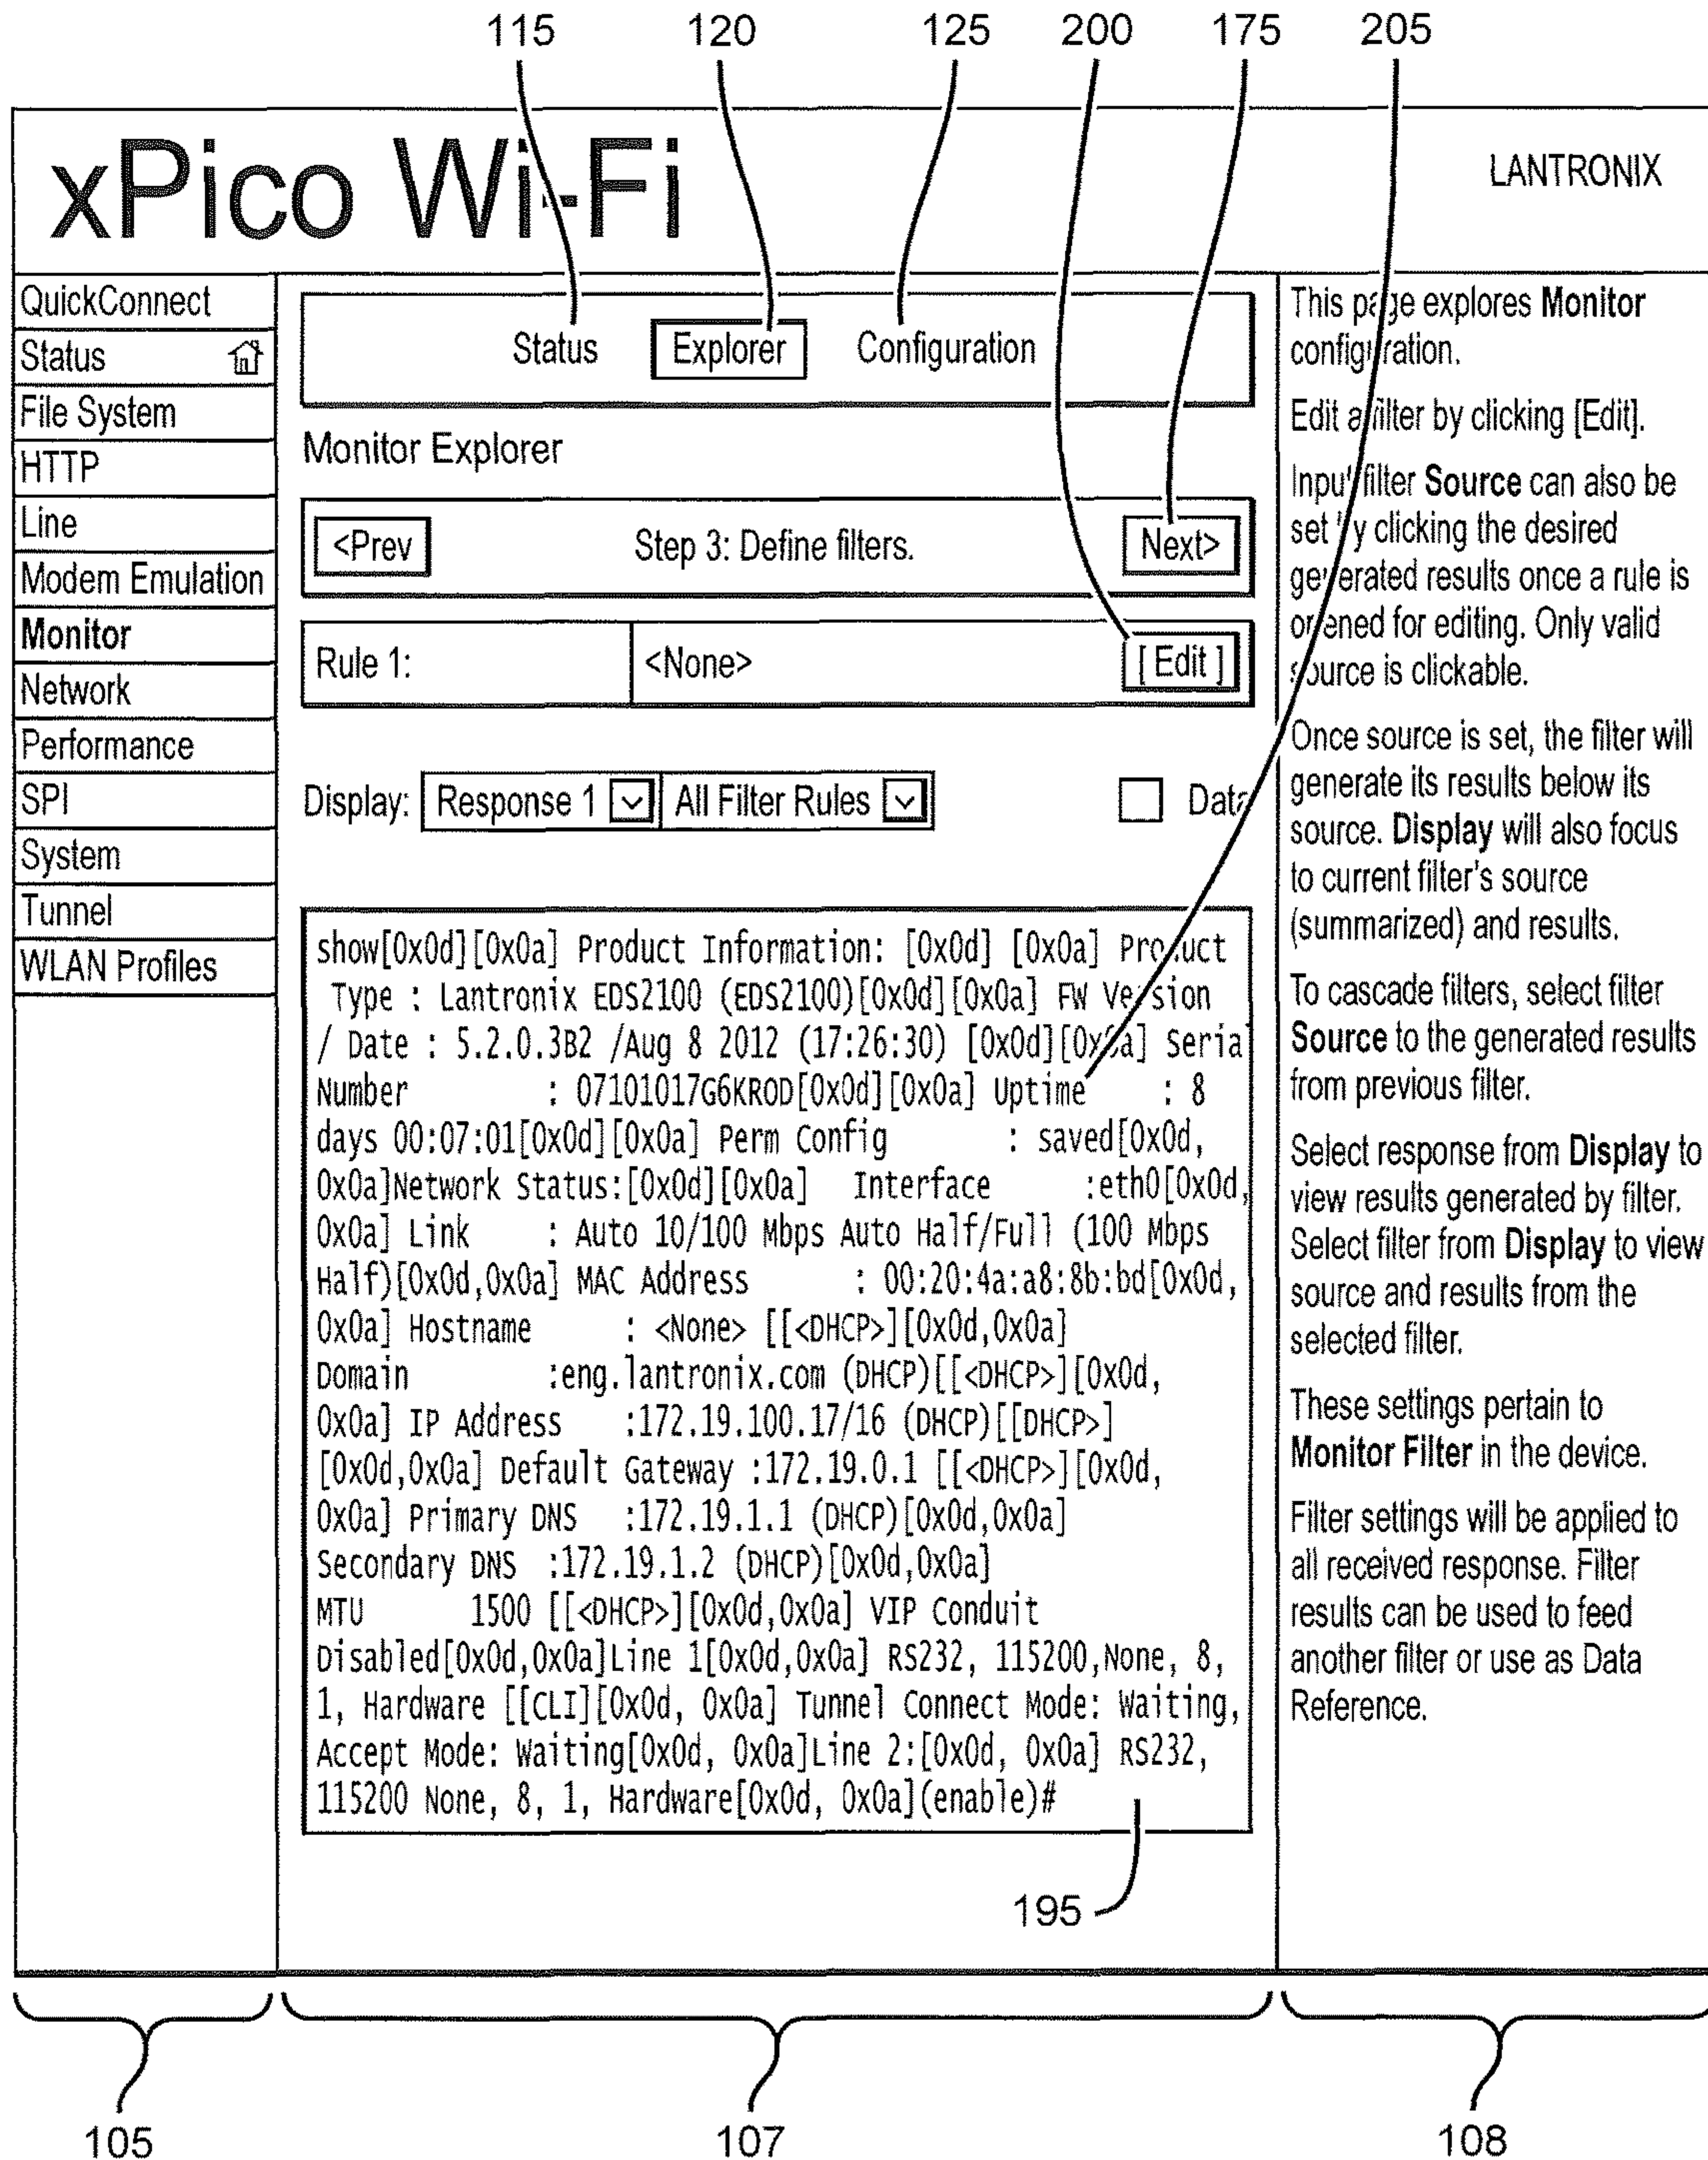 115 120 125 200 175 205
xPico Wi-Fi
LANTRONIX
QuickConnect
Status
File System
HTTP
Line
Modem Emulation
Monitor
Network
Performance
SPI
System
Tunnel
WLAN Profiles
Status Explorer Configuration
Monitor Explorer
<Prev Step 3: Define filters. Next>
Rule 1: <None> [ Edit ]
Display: Response 1 All Filter Rules Data
show[0x0d][0x0a] Product Information: [0x0d] [0x0a] Product
Type : Lantronix EDS2100 (EDS2100)[0x0d][0x0a] FW Version
/ Date : 5.2.0.3B2 /Aug 8 2012 (17:26:30) [0x0d][0x0a] Seria
Number : 07101017G6KROD[0x0d][0x0a] Uptime : 8
days 00:07:01[0x0d][0x0a] Perm Config : saved[0x0d,
0x0a]Network Status:[0x0d][0x0a] Interface :eth0[0x0d,
0x0a] Link : Auto 10/100 Mbps Auto Half/Full (100 Mbps
Half)[0x0d,0x0a] MAC Address : 00:20:4a:a8:8b:bd[0x0d,
0x0a] Hostname : <None> [[<DHCP>][0x0d,0x0a]
Domain :eng.lantronix.com (DHCP)[[<DHCP>][0x0d,
0x0a] IP Address :172.19.100.17/16 (DHCP)[[DHCP>]
[0x0d,0x0a] Default Gateway :172.19.0.1 [[<DHCP>][0x0d,
0x0a] Primary DNS :172.19.1.1 (DHCP)[0x0d,0x0a]
Secondary DNS :172.19.1.2 (DHCP)[0x0d,0x0a]
MTU 1500 [[<DHCP>][0x0d,0x0a] VIP Conduit
Disabled[0x0d,0x0a]Line 1[0x0d,0x0a] RS232, 115200,None, 8,
1, Hardware [[CLI][0x0d, 0x0a] Tunnel Connect Mode: Waiting,
Accept Mode: Waiting[0x0d, 0x0a]Line 2:[0x0d, 0x0a] RS232,
115200 None, 8, 1, Hardware[0x0d, 0x0a](enable)#
195
This page explores Monitor
configuration.
Edit a filter by clicking [Edit].
Input filter Source can also be
set by clicking the desired
generated results once a rule is
opened for editing. Only valid
source is clickable.
Once source is set, the filter will
generate its results below its
source. Display will also focus
to current filter's source
(summarized) and results.
To cascade filters, select filter
Source to the generated results
from previous filter.
Select response from Display to
view results generated by filter.
Select filter from Display to view
source and results from the
selected filter.
These settings pertain to
Monitor Filter in the device.
Filter settings will be applied to
all received response. Filter
results can be used to feed
another filter or use as Data
Reference.
105 107 108